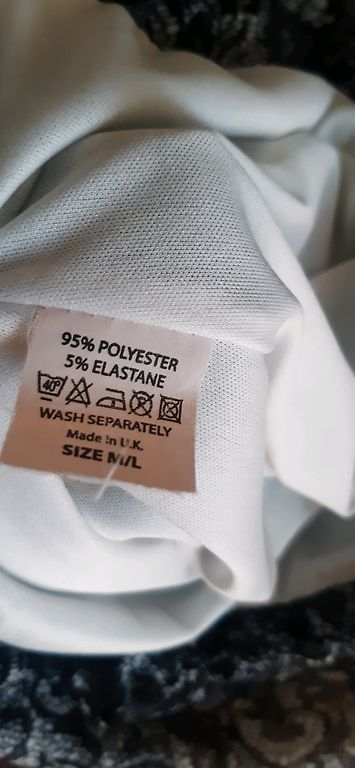 95% POLYESTER
5% ELASTANE
40°
WASH SEPARATELY
Made in U.K.
SIZE M/L